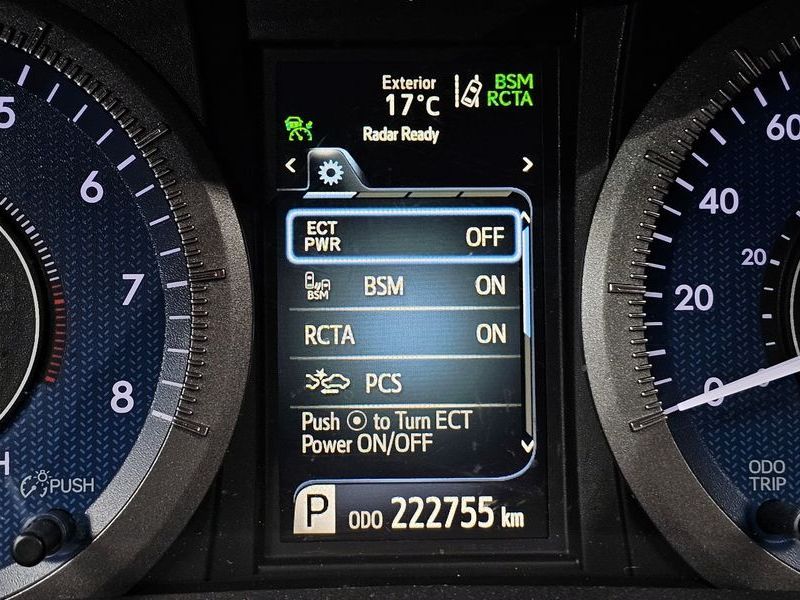 Exterior
17°C
BSM
RCTA
Radar Ready
ECT
PWR
OFF
BSM
BSM
ON
RCTA
ON
PCS
Push to Turn ECT
Power ON/OFF
P
ODO 222755 km
5
6
7
8
H
PUSH
60
40
20
0
20
0
ODO
TRIP